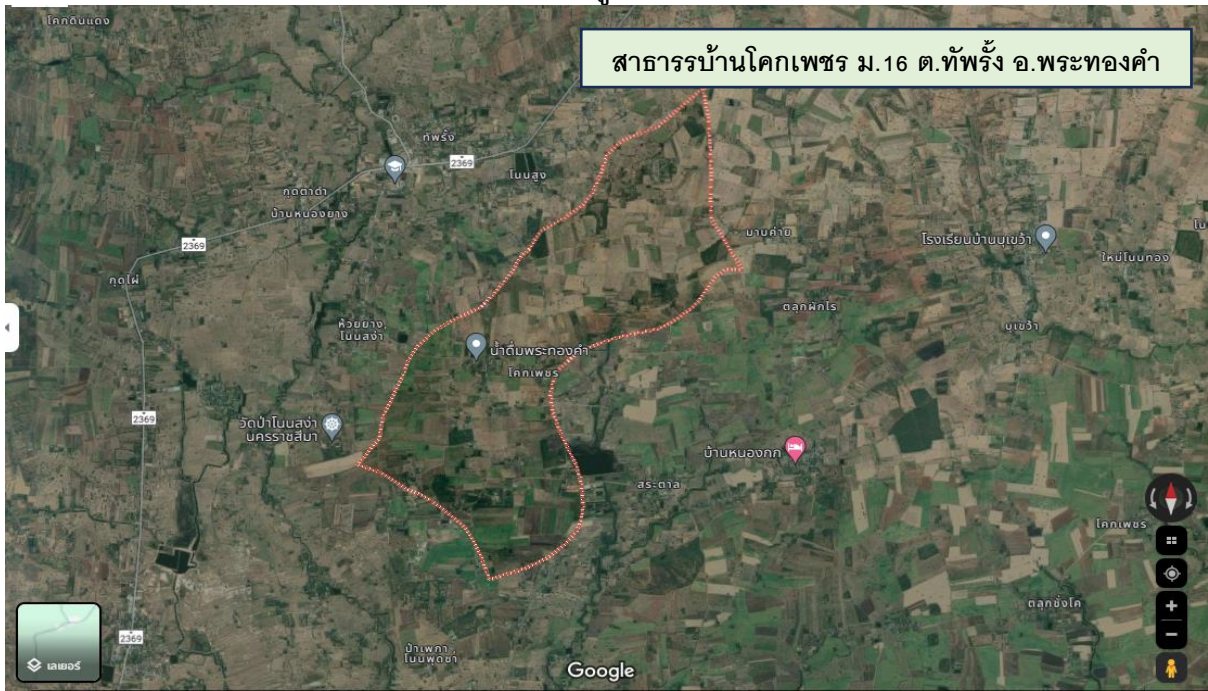 โคกดินแดง
สาธารรบ้านโคกเพชร ม.16 ต.ทัพรั้ง อ.พระทองคำ
ทัพรั้ง
2369
โนนสูง
กุดตาดำ
บ้านหนองยาง
2369
มาบค่าย
โรงเรียนบ้านบุเขว้า
ใหม่โนนทอง
กุดไผ่
ตลุกผักไร
บุเขว้า
ห้วยยาง
โนนสง่า
น้ำดื่มพระทองคำ
โคกเพชร
2369
วัดป่าโนนสง่า
นครราชสีมา
บ้านหนองกก
สระตาล
โคกเพชร
ตลุกชั่งโค
2369
ป่าเพกา
โนนพุดซา
เลเยอร์
Google